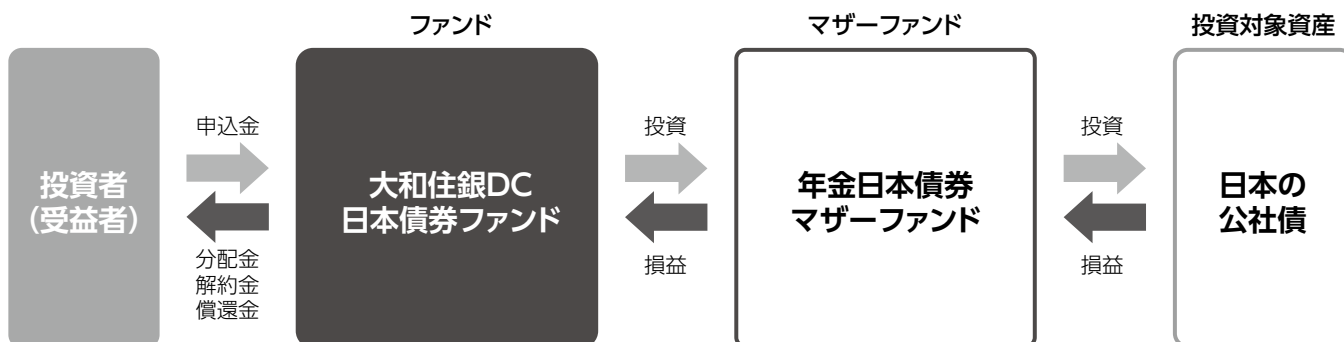 ファンド
マザーファンド
投資対象資産
投資者
(受益者)
申込金
分配金
解約金
償還金
大和住銀DC
日本債券ファンド
投資
損益
年金日本債券
マザーファンド
投資
損益
日本の
公社債